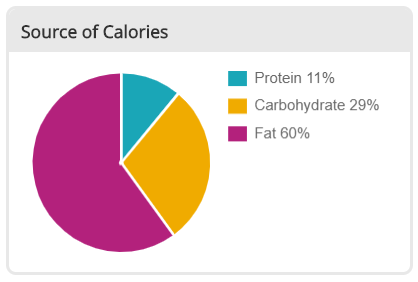 Source of Calories
Protein 11%
Carbohydrate 29%
Fat 60%